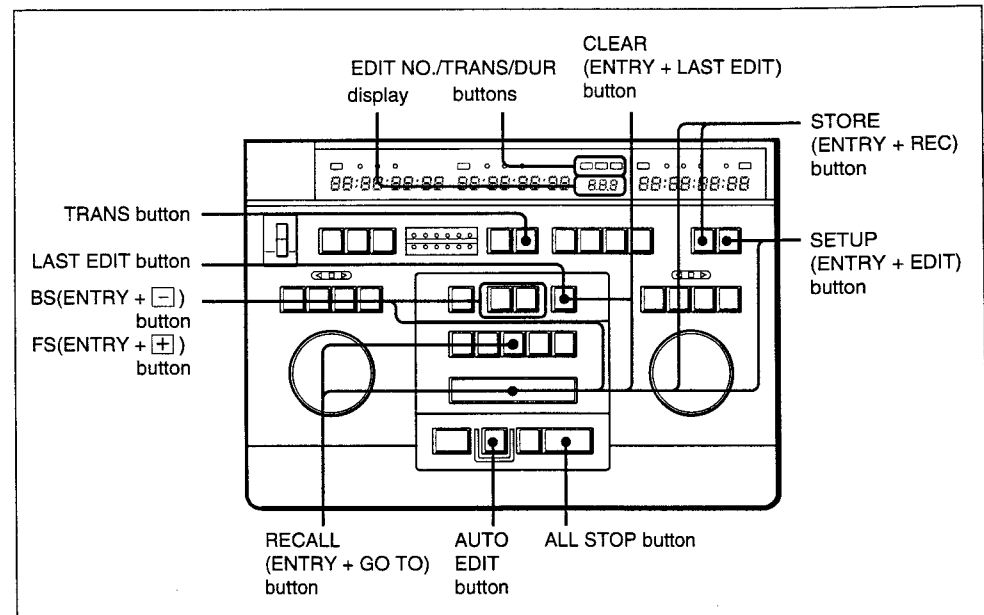 CLEAR
(ENTRY + LAST EDIT)
button
EDIT NO./TRANS/DUR
display buttons
STORE
(ENTRY + REC)
button
88:88:88:88 88:88:88:88 8.8.8 88:88:88:88
TRANS button
LAST EDIT button
SETUP
(ENTRY + EDIT)
button
BS(ENTRY + - )
button
FS(ENTRY + + )
button
RECALL
(ENTRY + GO TO)
button
AUTO
EDIT
button
ALL STOP button